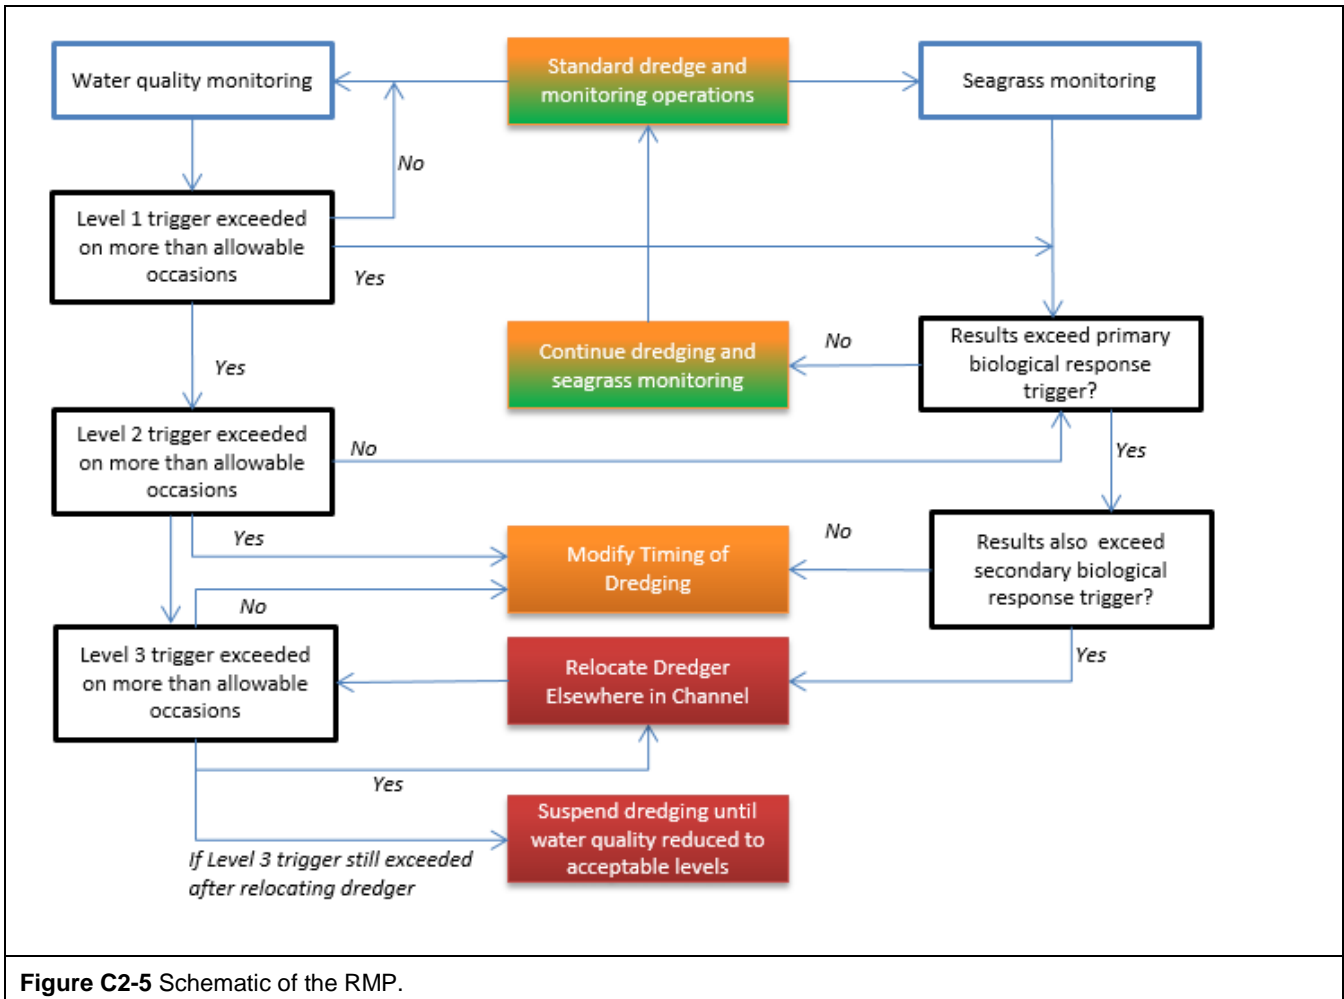 Water quality monitoring
Standard dredge and
monitoring operations
Seagrass monitoring
No
Level 1 trigger exceeded
on more than allowable
occasions
Yes
Yes
Continue dredging and
seagrass monitoring
No
Results exceed primary
biological response
trigger?
Level 2 trigger exceeded
on more than allowable
occasions
No
Yes
Yes
Modify Timing of
Dredging
No
Results also exceed
secondary biological
response trigger?
No
Level 3 trigger exceeded
on more than allowable
occasions
Relocate Dredger
Elsewhere in Channel
Yes
Yes
Suspend dredging until
water quality reduced to
acceptable levels
If Level 3 trigger still exceeded
after relocating dredger
Figure C2-5 Schematic of the RMP.